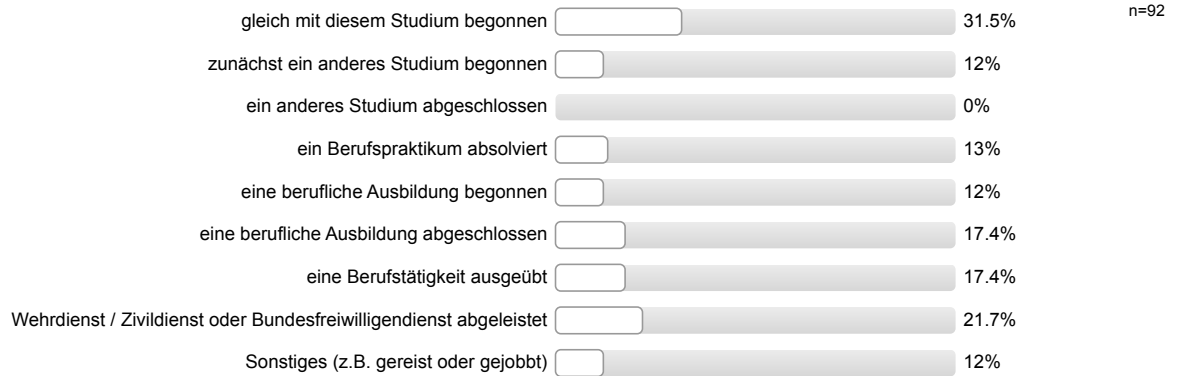 gleich mit diesem Studium begonnen 31.5% n=92
zunächst ein anderes Studium begonnen 12%
ein anderes Studium abgeschlossen 0%
ein Berufspraktikum absolviert 13%
eine berufliche Ausbildung begonnen 12%
eine berufliche Ausbildung abgeschlossen 17.4%
eine Berufstätigkeit ausgeübt 17.4%
Wehrdienst / Zivildienst oder Bundesfreiwilligendienst abgeleistet 21.7%
Sonstiges (z.B. gereist oder gejobbt) 12%